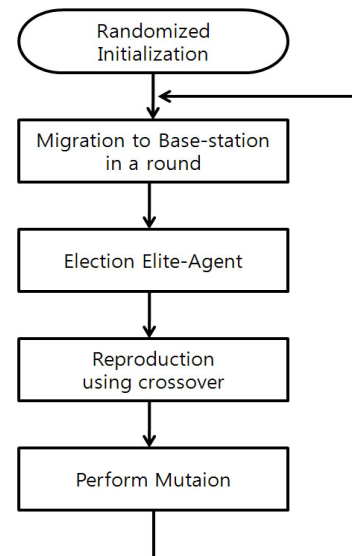 Randomized
Initialization
Migration to Base-station
in a round
Election Elite-Agent
Reproduction
using crossover
Perform Mutaion